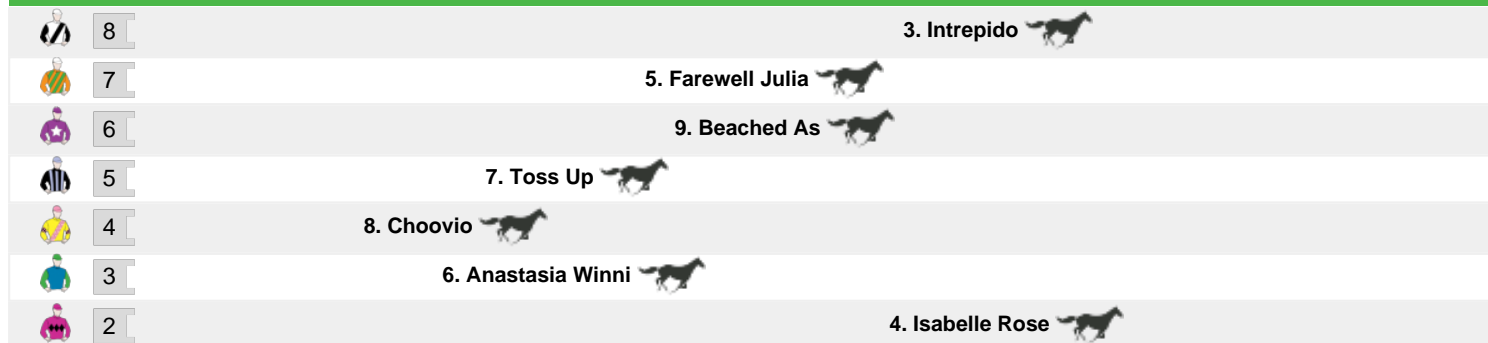 8 3. Intrepido
7 5. Farewell Julia
6 9. Beached As
5 7. Toss Up
4 8. Choovio
3 6. Anastasia Winni
2 4. Isabelle Rose